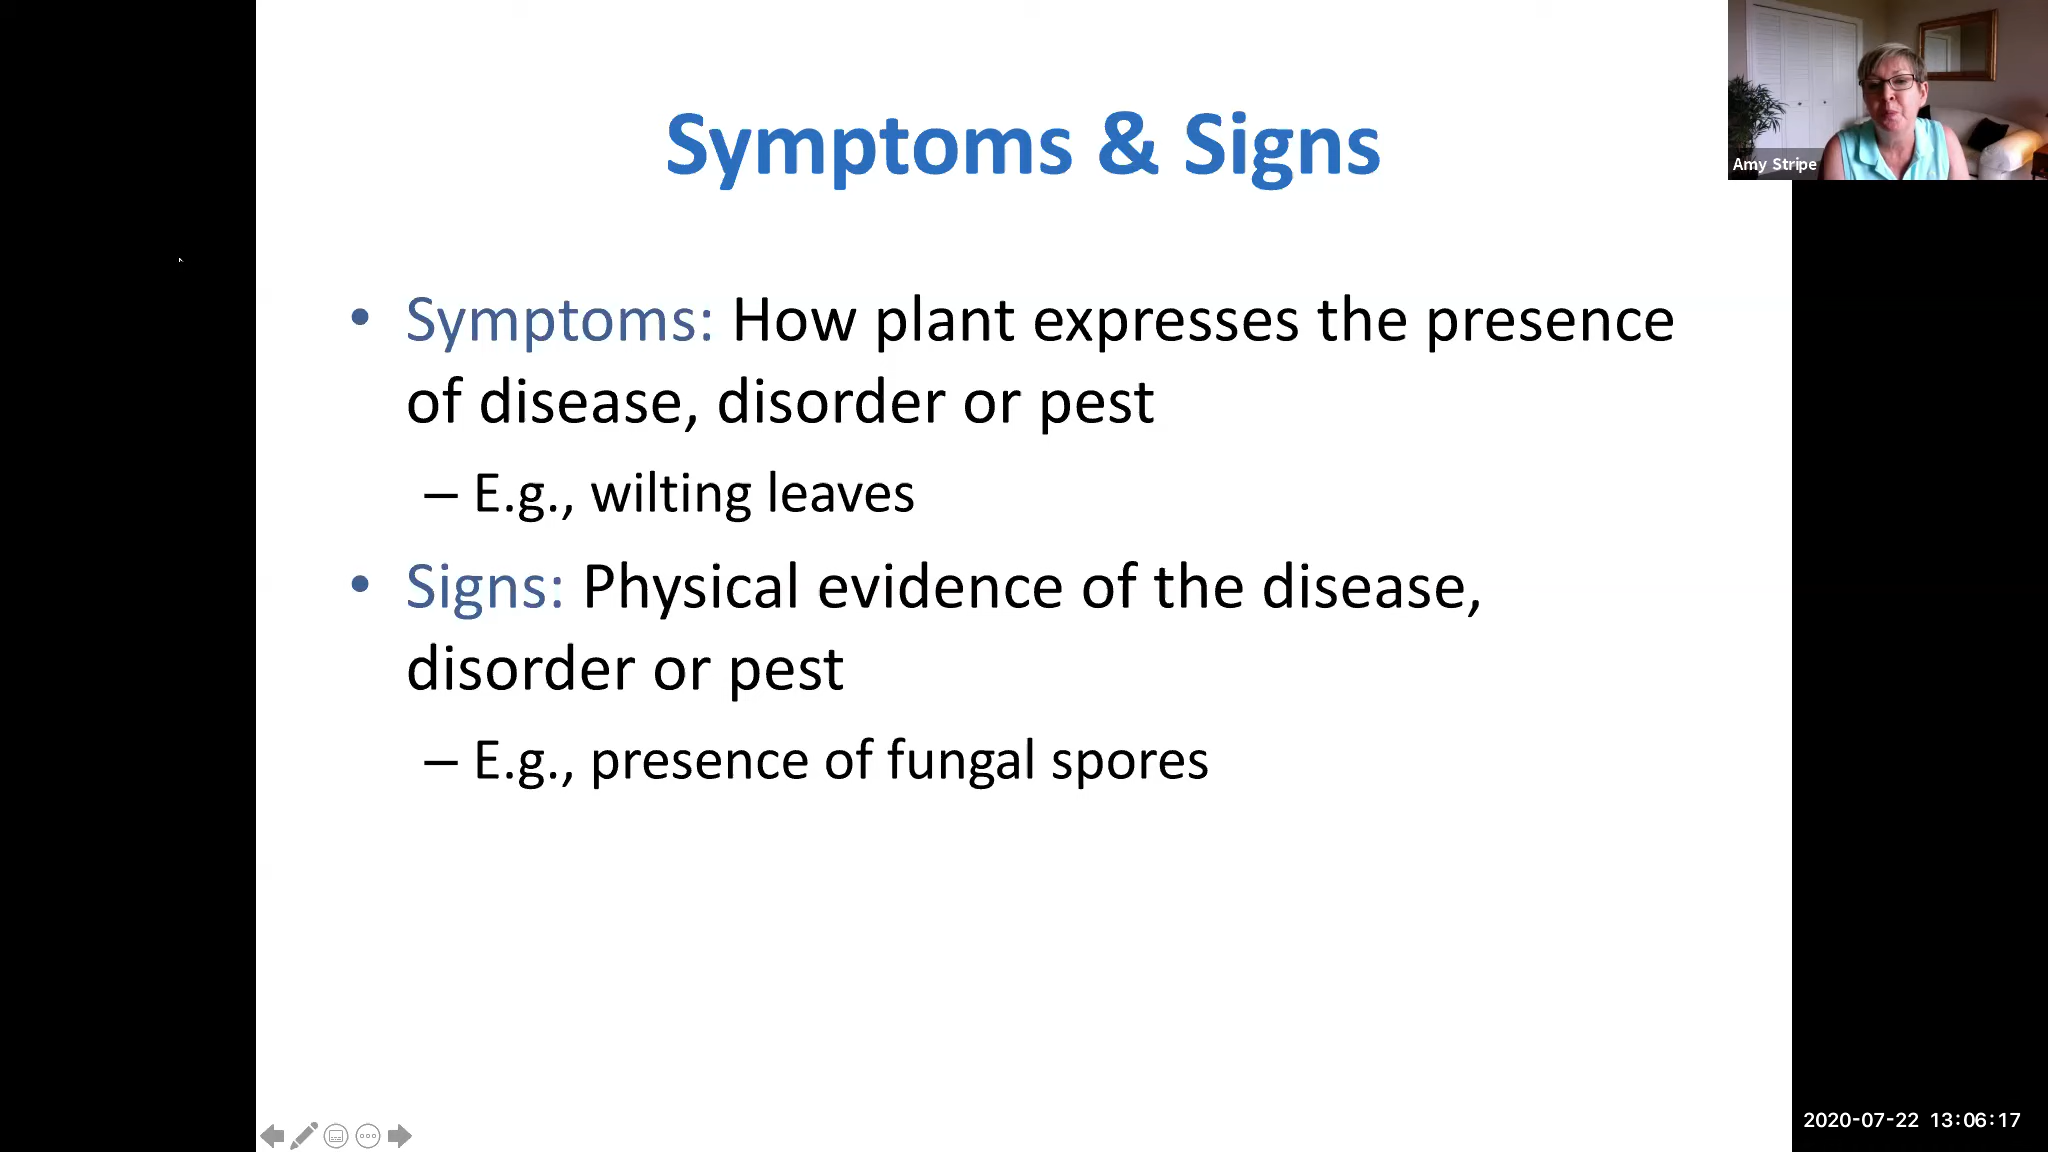 Symptoms & Signs
Amy Stripe
• Symptoms: How plant expresses the presence
of disease, disorder or pest
– E.g., wilting leaves
• Signs: Physical evidence of the disease,
disorder or pest
– E.g., presence of fungal spores
2020-07-22 13:06:17